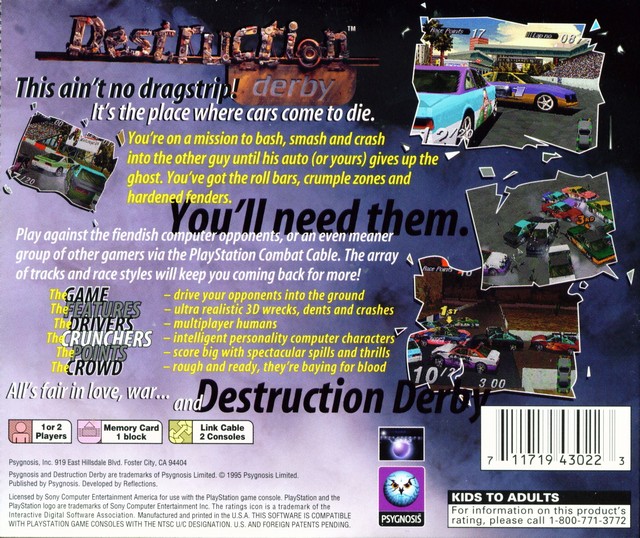 Destruction™
derby
This ain't no dragstrip!
It's the place where cars come to die.
You're on a mission to bash, smash and crash
into the other guy until his auto (or yours) gives up the
ghost. You've got the roll bars, crumple zones and
hardened fenders.
You'll need them.
Play against the fiendish computer opponents, or an even meaner
group of other gamers via the PlayStation Combat Cable. The array
of tracks and race styles will keep you coming back for more!
The GAME – drive your opponents into the ground
The FEATURES – ultra realistic 3D wrecks, dents and crashes
The DRIVERS – multiplayer humans
The CRUNCHERS – intelligent personality computer characters
The POINTS – score big with spectacular spills and thrills
The CROWD – rough and ready, they're baying for blood
All's fair in love, war... and Destruction Derby
Race Points 17
08
Race Points
1ST
10/
3 00
1 or 2
Players
Memory Card
1 block
Link Cable
2 Consoles
Psygnosis, Inc. 919 East Hillsdale Blvd. Foster City, CA 94404
Psygnosis and Destruction Derby are trademarks of Psygnosis Limited. © 1995 Psygnosis Limited.
Published by Psygnosis. Developed by Reflections.
Licensed by Sony Computer Entertainment America for use with the PlayStation game console. PlayStation and the
PlayStation logo are trademarks of Sony Computer Entertainment Inc. The ratings icon is a trademark of the
Interactive Digital Software Association. Manufactured and printed in the U.S.A. THIS SOFTWARE IS COMPATIBLE
WITH PLAYSTATION GAME CONSOLES WITH THE NTSC U/C DESIGNATION. U.S. AND FOREIGN PATENTS PENDING.
PSYGNOSIS
7 11719 43022 3
KIDS TO ADULTS
For information on this product's
rating, please call 1-800-771-3772